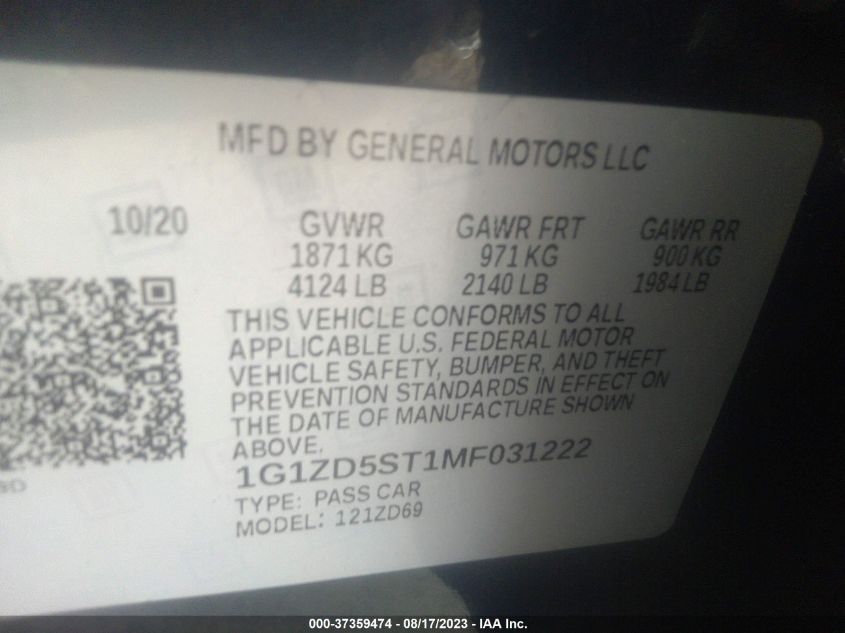 MFD BY GENERAL MOTORS LLC
10/20 GVWR GAWR FRT GAWR RR
1871 KG 971 KG 900 KG
4124 LB 2140 LB 1984 LB
THIS VEHICLE CONFORMS TO ALL
APPLICABLE U.S. FEDERAL MOTOR
VEHICLE SAFETY, BUMPER, AND THEFT
PREVENTION STANDARDS IN EFFECT ON
THE DATE OF MANUFACTURE SHOWN
ABOVE.
1G1ZD5ST1MF031222
TYPE: PASS CAR
MODEL: 121ZD69
000-37359474 - 08/17/2023 - IAA Inc.